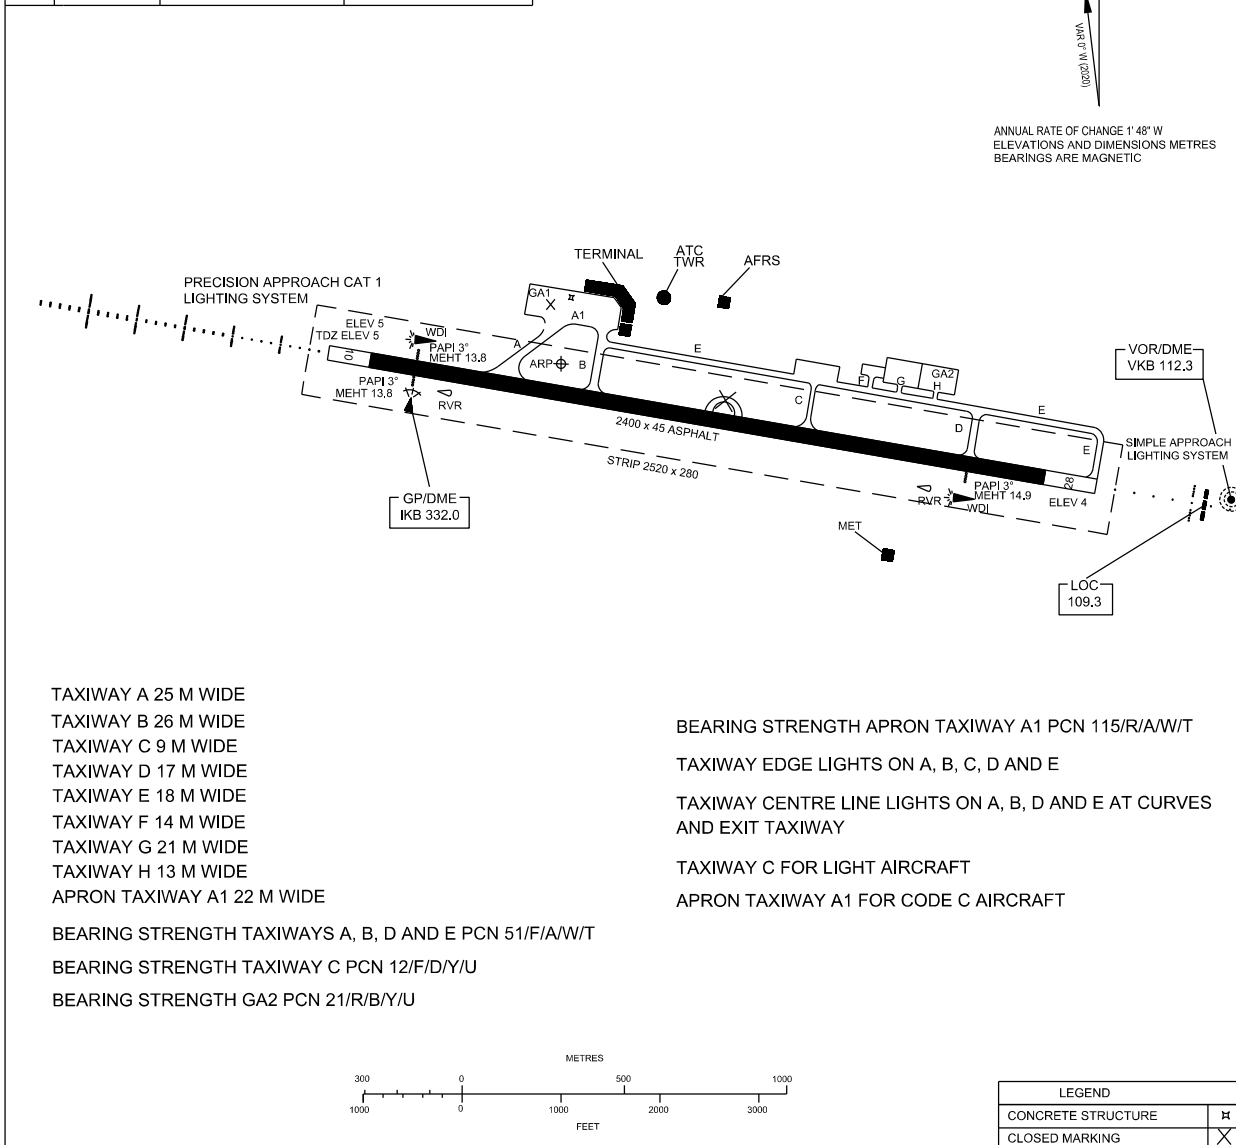 VAR 0° W (2020)
ANNUAL RATE OF CHANGE 1' 48" W
ELEVATIONS AND DIMENSIONS METRES
BEARINGS ARE MAGNETIC
TERMINAL
ATC
TWR
AFRS
PRECISION APPROACH CAT 1
LIGHTING SYSTEM
GA1
A1
ELEV 5
TDZ ELEV 5
WDI
PAPI 3°
MEHT 13.8
10
A
ARP
B
E
PAPI 3°
MEHT 13,8
RVR
C
F
G
GA2
H
E
D
E
VOR/DME
VKB 112.3
2400 x 45 ASPHALT
STRIP 2520 x 280
SIMPLE APPROACH
LIGHTING SYSTEM
28
PAPI 3°
MEHT 14.9
RVR
WDI
ELEV 4
GP/DME
IKB 332.0
MET
LOC
109.3
TAXIWAY A 25 M WIDE
TAXIWAY B 26 M WIDE
TAXIWAY C 9 M WIDE
TAXIWAY D 17 M WIDE
TAXIWAY E 18 M WIDE
TAXIWAY F 14 M WIDE
TAXIWAY G 21 M WIDE
TAXIWAY H 13 M WIDE
APRON TAXIWAY A1 22 M WIDE
BEARING STRENGTH TAXIWAYS A, B, D AND E PCN 51/F/A/W/T
BEARING STRENGTH TAXIWAY C PCN 12/F/D/Y/U
BEARING STRENGTH GA2 PCN 21/R/B/Y/U
BEARING STRENGTH APRON TAXIWAY A1 PCN 115/R/A/W/T
TAXIWAY EDGE LIGHTS ON A, B, C, D AND E
TAXIWAY CENTRE LINE LIGHTS ON A, B, D AND E AT CURVES
AND EXIT TAXIWAY
TAXIWAY C FOR LIGHT AIRCRAFT
APRON TAXIWAY A1 FOR CODE C AIRCRAFT
METRES
300 0 500 1000
1000 0 1000 2000 3000
FEET
LEGEND
CONCRETE STRUCTURE
CLOSED MARKING